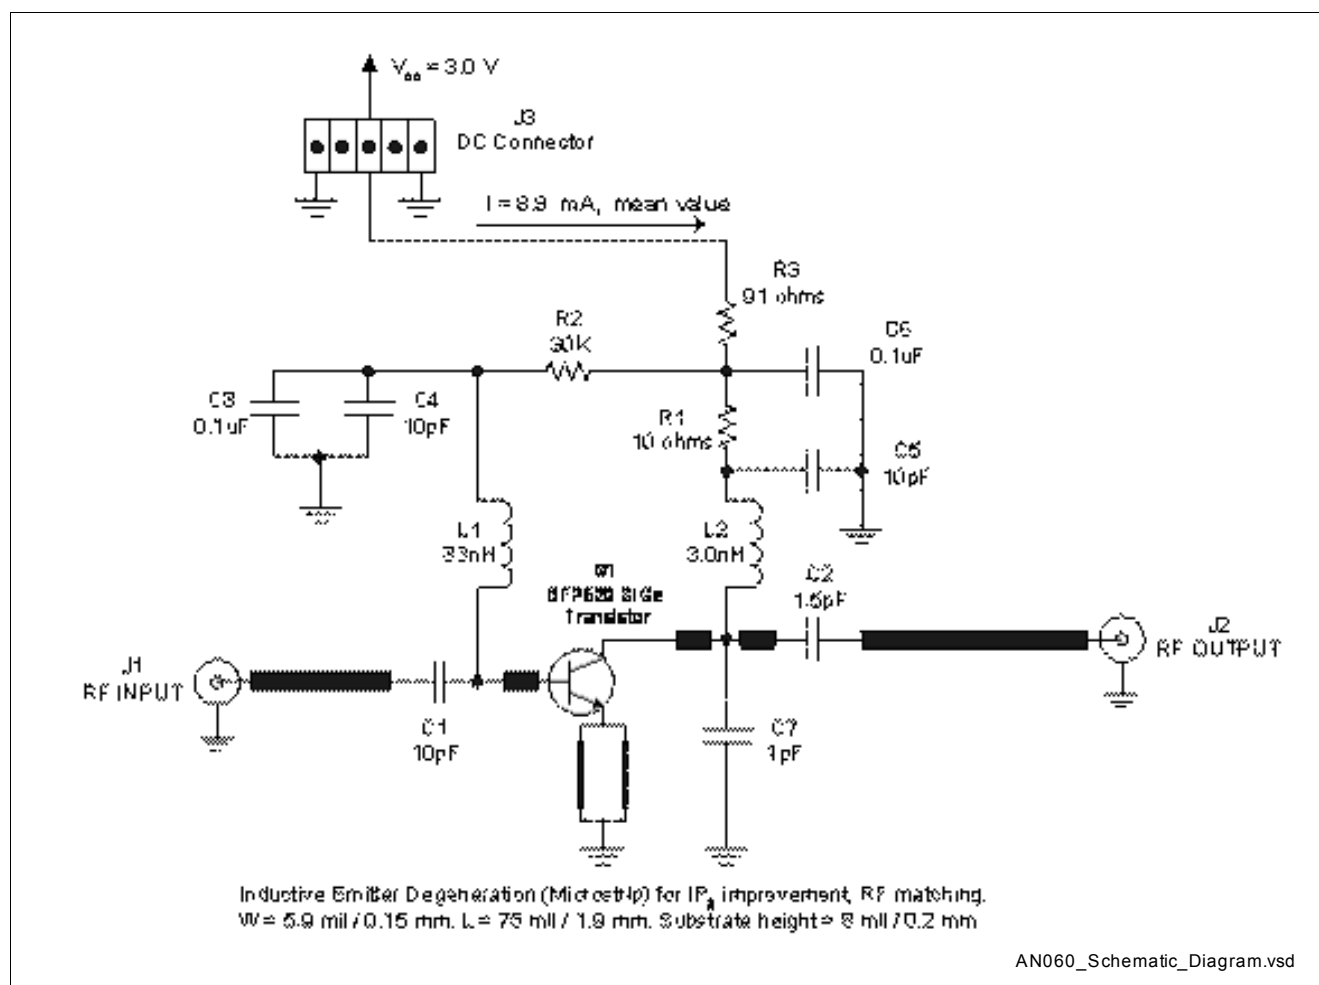 Vcc = 3.0 V
J3
DC Connector
I = 8.9 mA, mean value
R3
91 ohms
R2
C6
0.1uF
C3
0.1uF
C4
10pF
R1
10 ohms
C5
10pF
L1
33nH
L2
3.0nH
Q1
BFP620 SiGe
Transistor
C2
1.5pF
J2
RF OUTPUT
J1
RF INPUT
C1
10pF
C7
1pF
Inductive Emitter Degeneration (Microstrip) for IP3 improvement, RF matching.
W = 5.9 mil / 0.15 mm. L = 75 mil / 1.9 mm. Substrate height = 8 mil / 0.2 mm
AN060_Schematic_Diagram.vsd